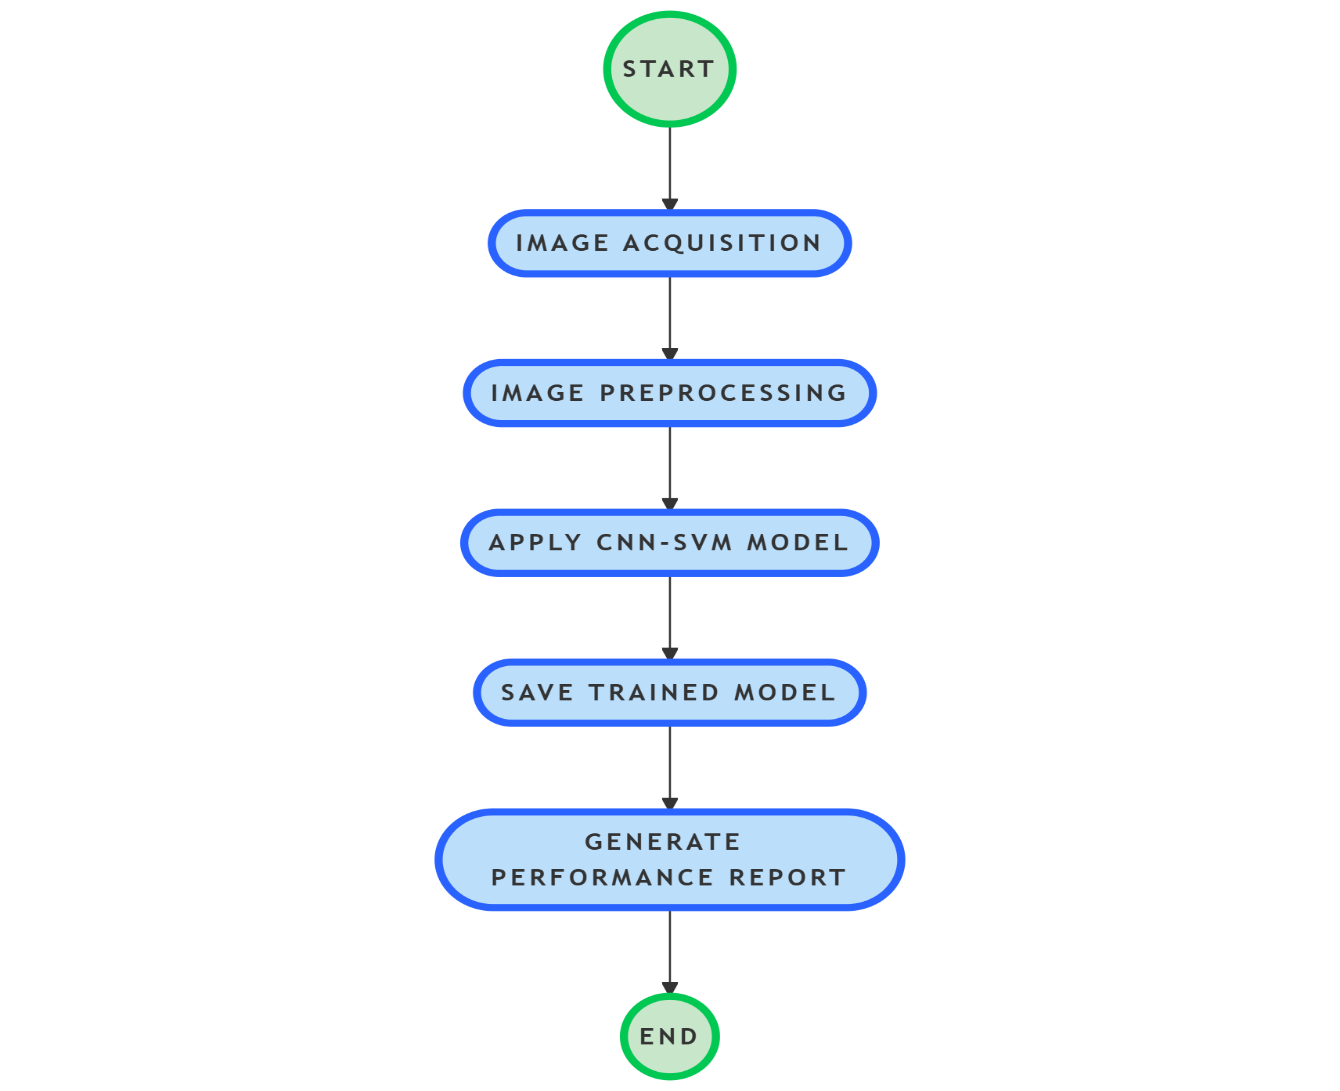 START
IMAGE ACQUISITION
IMAGE PREPROCESSING
APPLY CNN-SVM MODEL
SAVE TRAINED MODEL
GENERATE
PERFORMANCE REPORT
END